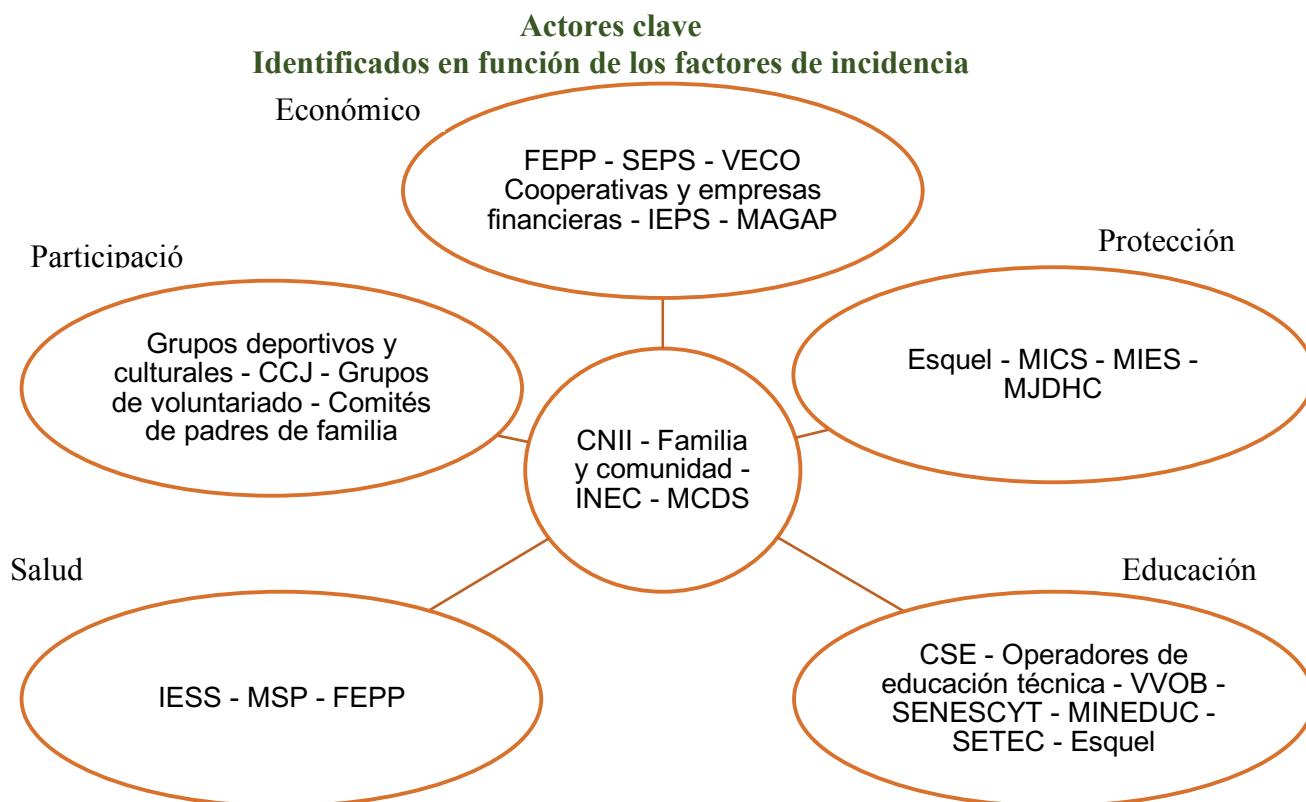 Actores clave
Identificados en función de los factores de incidencia
Económico
FEPP - SEPS - VECO
Cooperativas y empresas
financieras - IEPS - MAGAP
Protección
Esquel - MICS - MIES -
MJDHC
Participació
Grupos deportivos y
culturales - CCJ - Grupos
de voluntariado - Comités
de padres de familia
CNII - Familia
y comunidad -
INEC - MCDS
Salud
IESS - MSP - FEPP
Educación
CSE - Operadores de
educación técnica - VVOB -
SENESCYT - MINEDUC -
SETEC - Esquel